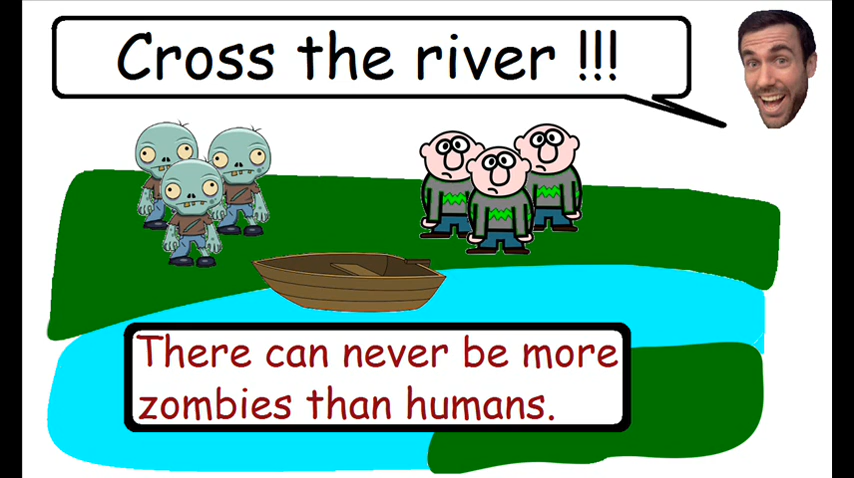 Cross the river !!!
There can never be more
zombies than humans.